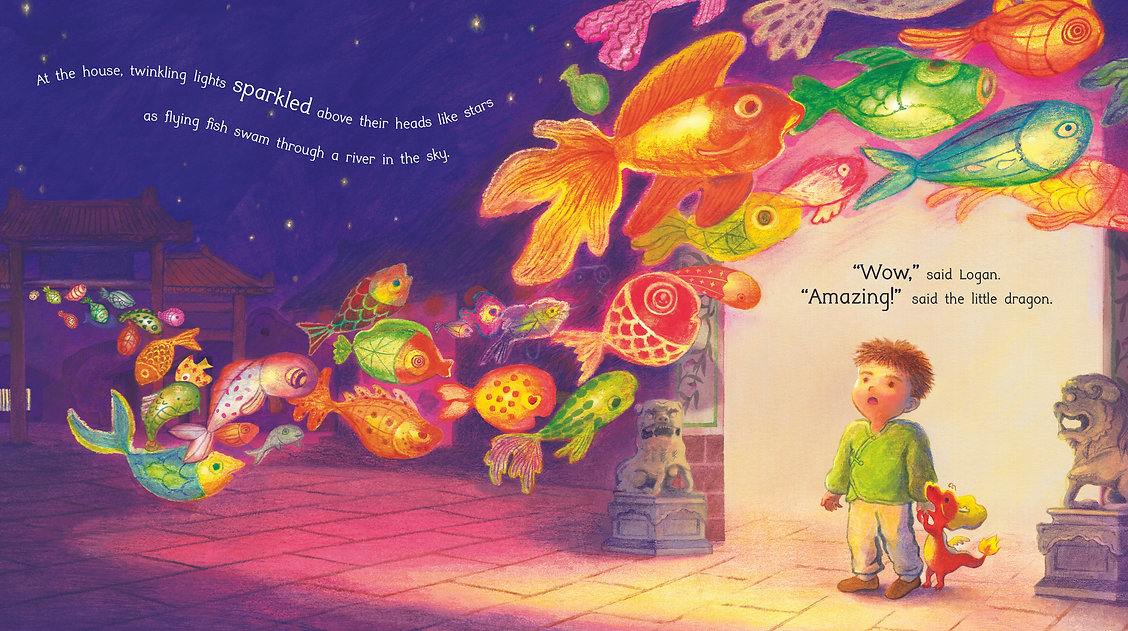 At the house, twinkling lights sparkled above their heads like stars
as flying fish swam through a river in the sky.
“Wow,” said Logan.
“Amazing!” said the little dragon.